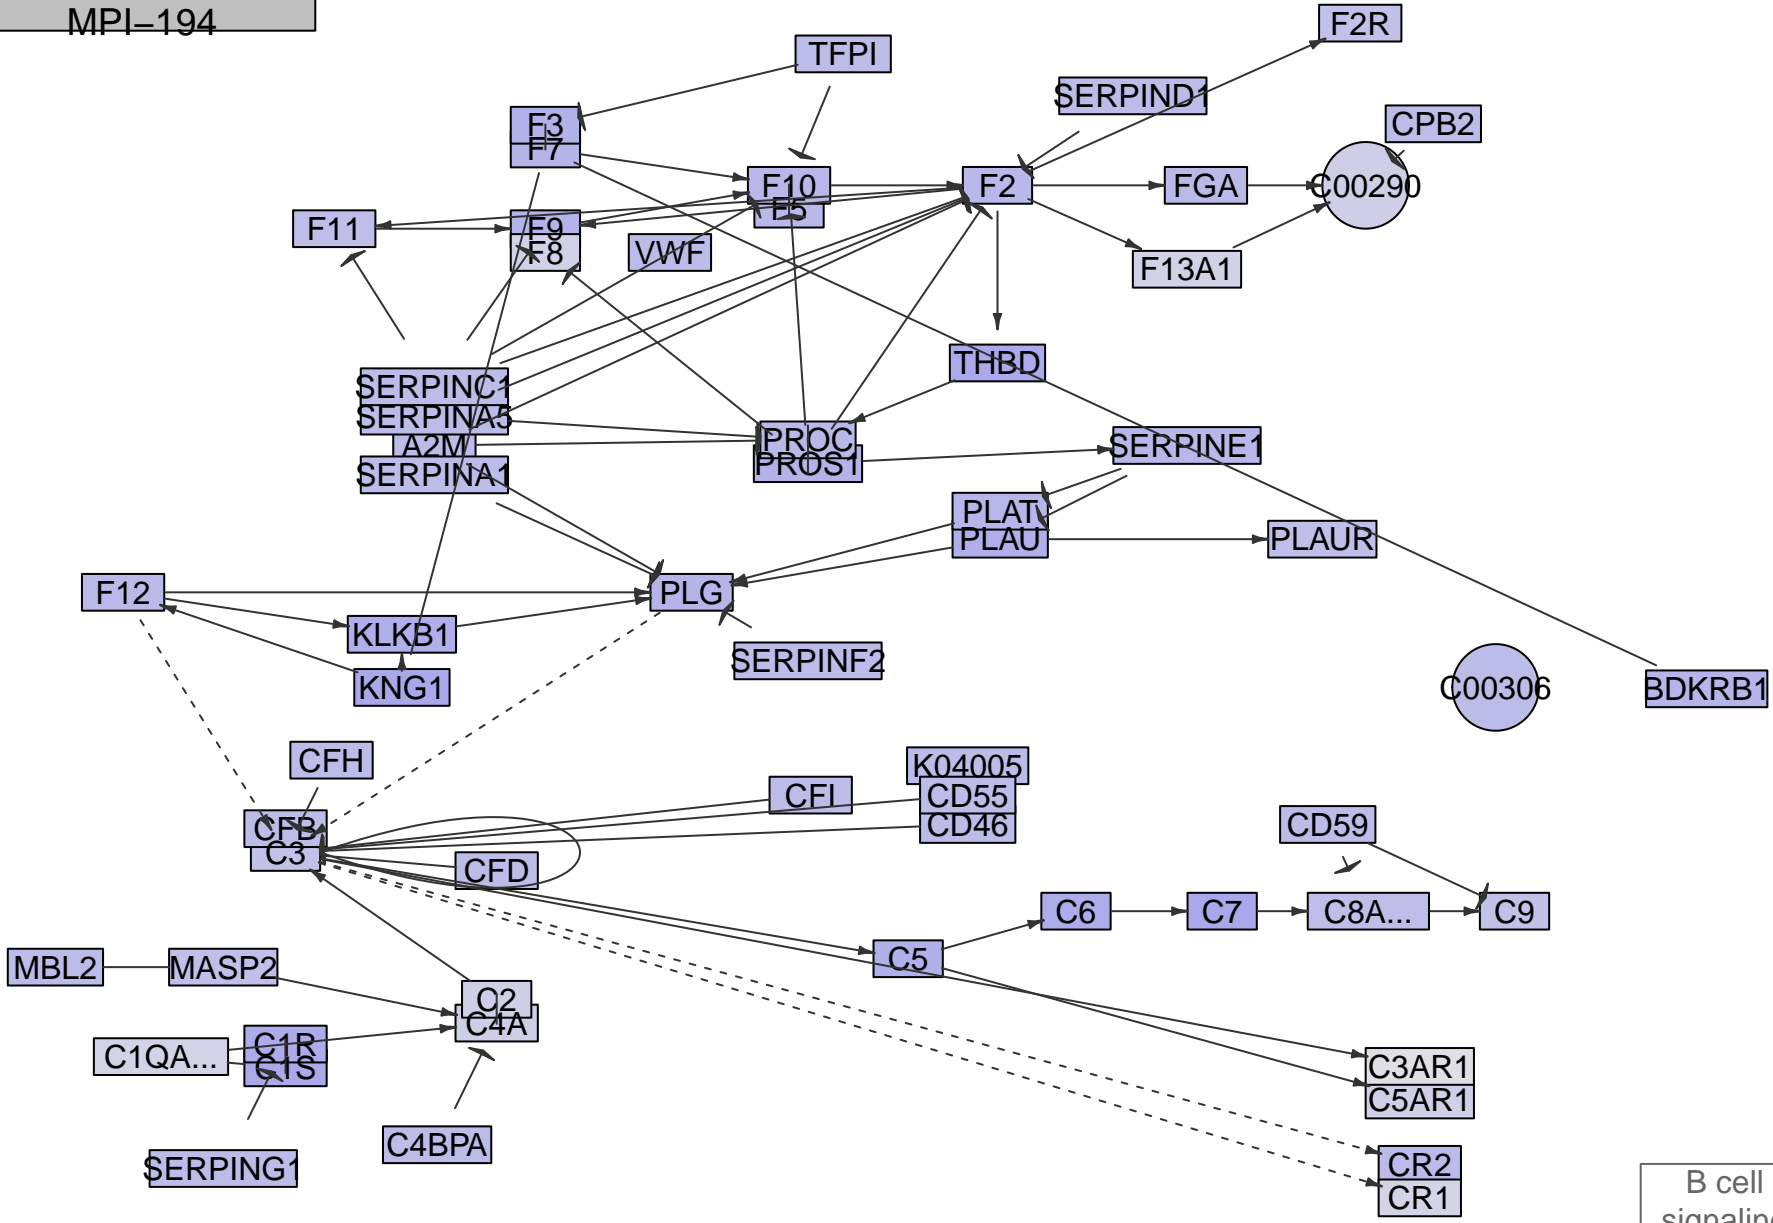 MPI–194
F2R
TFPI
SERPIND1
CPB2
F3
F7
F10
F5
F2
FGA
C00290
F11
F9
F8
VWF
F13A1
THBD
SERPINC1
SERPINA5
A2M
SERPINA1
PROC
PROS1
SERPINE1
PLAT
PLAU
PLAUR
F12
PLG
KLKB1
SERPINF2
KNG1
C00306
BDKRB1
CFH
K04005
CFI
CD55
CD46
CFB
C3
CD59
CFD
C6
C7
C8A...
C9
C5
MBL2
MASP2
C2
C4A
C1QA...
C1R
C1S
C3AR1
C5AR1
C4BPA
SERPING1
CR2
CR1
B cell